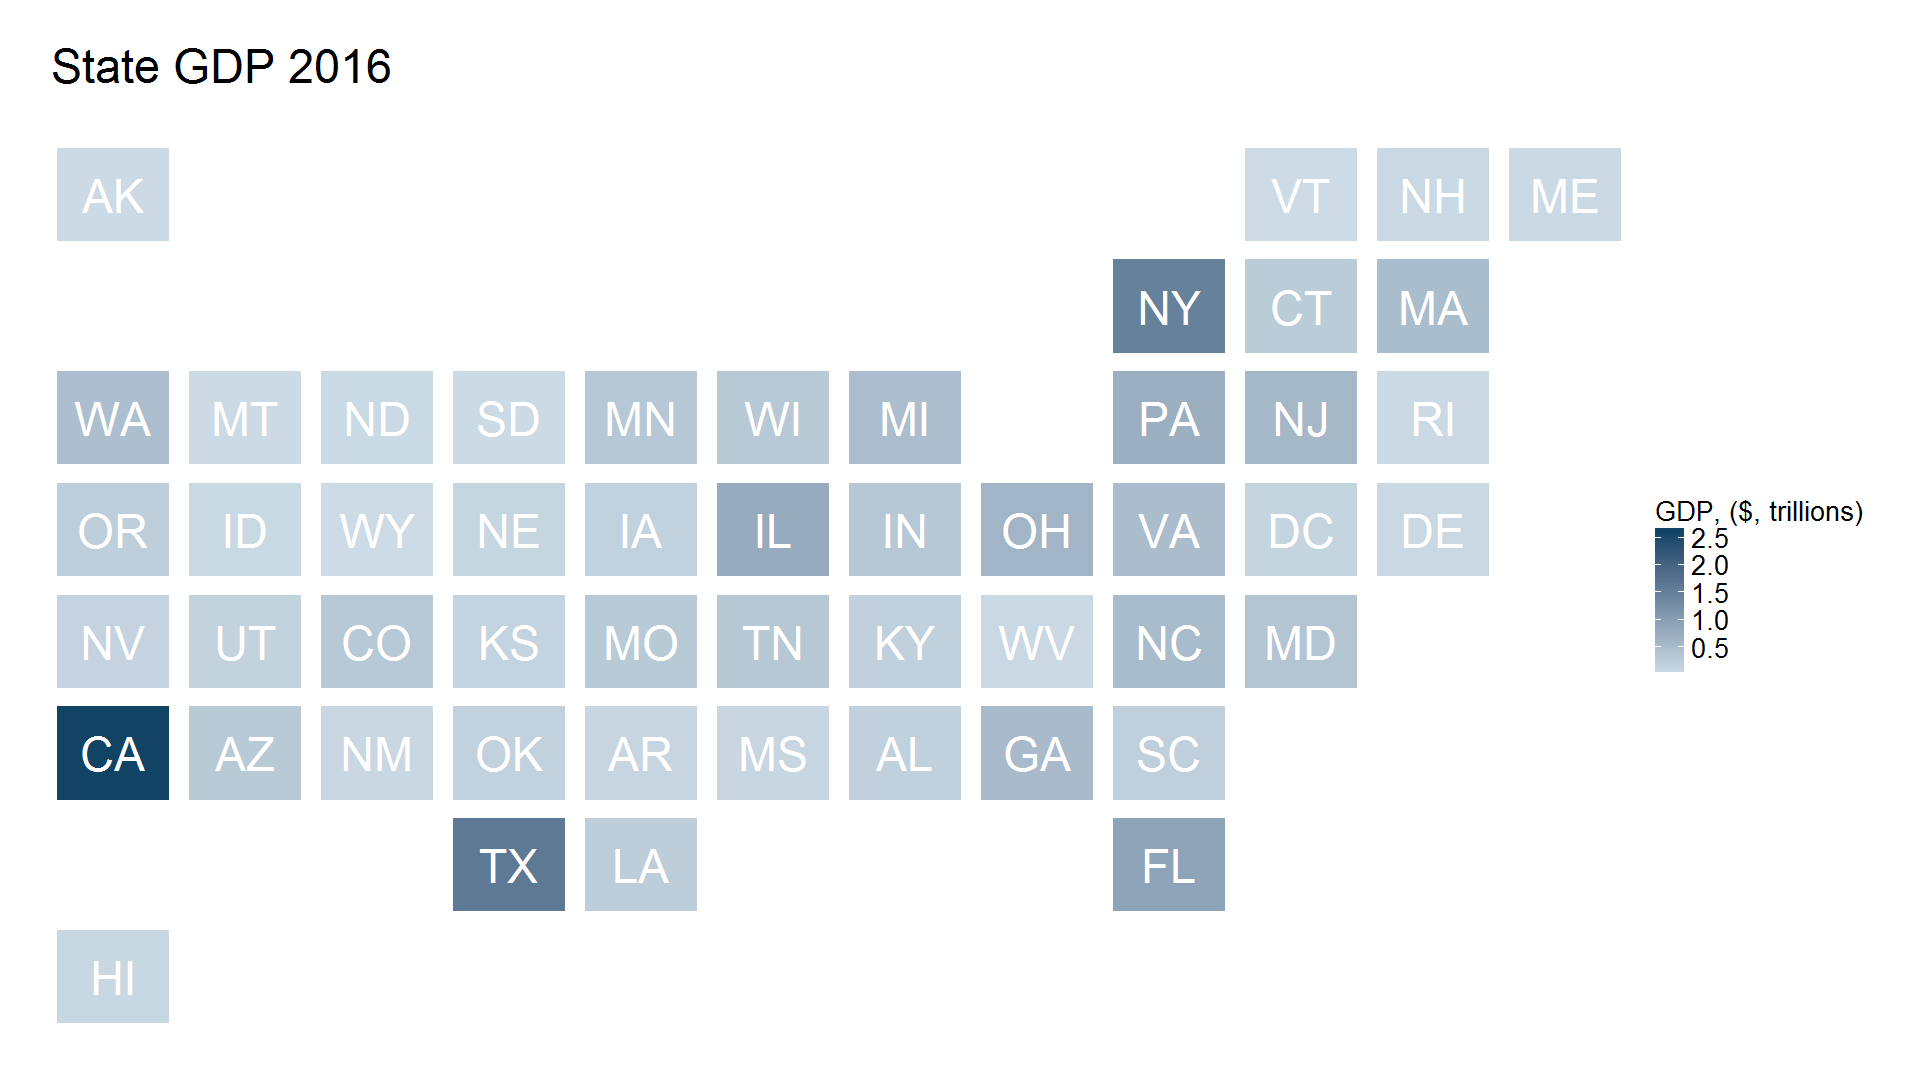 State GDP 2016
AK VT NH ME
NY CT MA
WA MT ND SD MN WI MI PA NJ RI
OR ID WY NE IA IL IN OH VA DC DE
NV UT CO KS MO TN KY WV NC MD
CA AZ NM OK AR MS AL GA SC
TX LA FL
HI
GDP, ($, trillions)
2.5
2.0
1.5
1.0
0.5